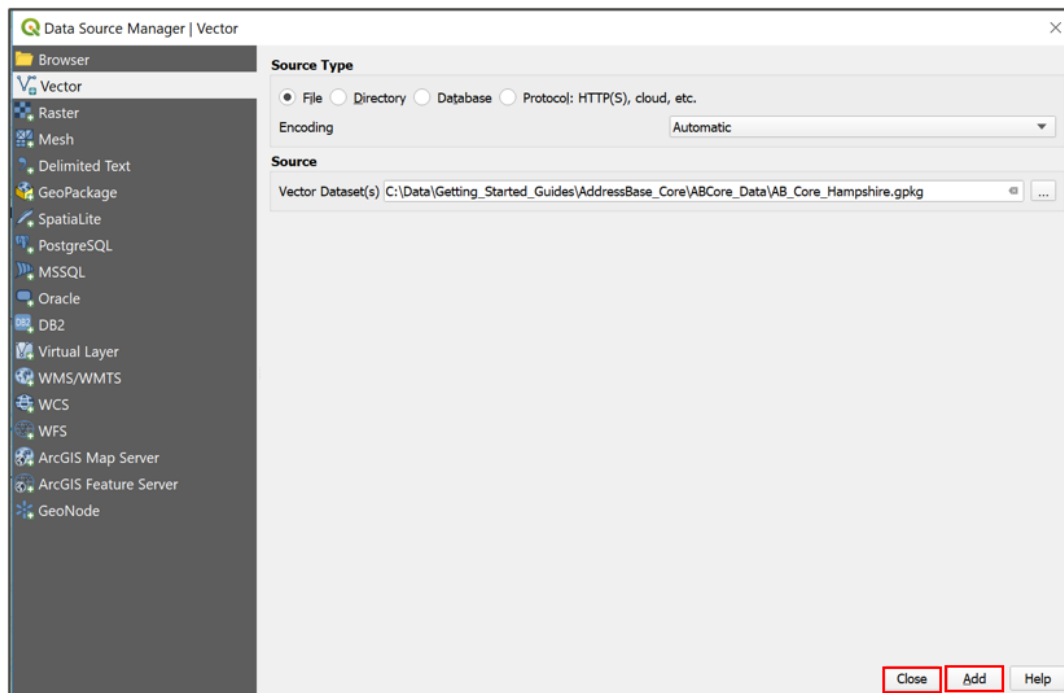 Data Source Manager | Vector
Browser
Vector
Raster
Mesh
Delimited Text
GeoPackage
SpatiaLite
PostgreSQL
MSSQL
Oracle
DB2
DB2
Virtual Layer
WMS/WMTS
WCS
WFS
ArcGIS Map Server
ArcGIS Feature Server
GeoNode
Source Type
File Directory Database Protocol: HTTP(S), cloud, etc.
Encoding Automatic
Source
Vector Dataset(s) C:\Data\Getting_Started_Guides\AddressBase_Core\ABCore_Data\AB_Core_Hampshire.gpkg ...
Close Add Help